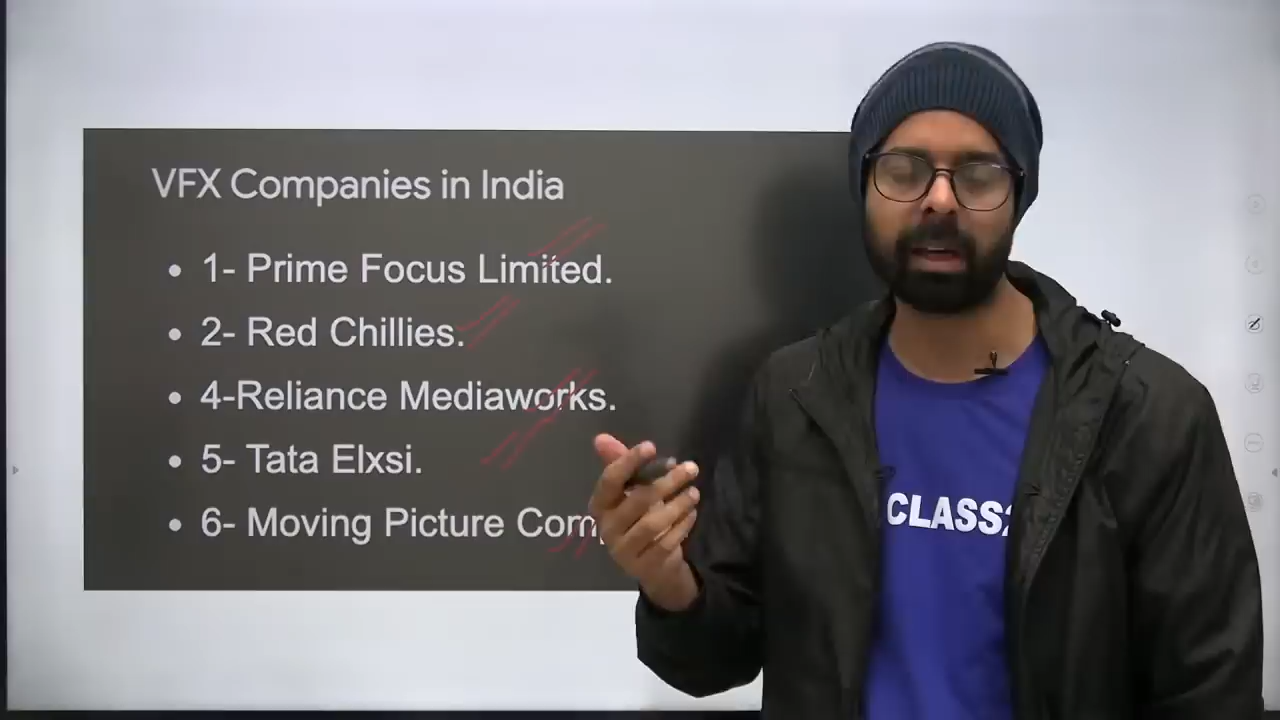 VFX Companies in India
• 1- Prime Focus Limited.
• 2- Red Chillies.
• 4-Reliance Mediaworks.
• 5- Tata Elxsi.
• 6- Moving Picture
CLASS